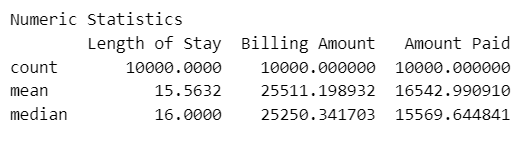 Numeric Statistics
Length of Stay Billing Amount Amount Paid
count 10000.0000 10000.000000 10000.000000
mean 15.5632 25511.198932 16542.990910
median 16.0000 25250.341703 15569.644841